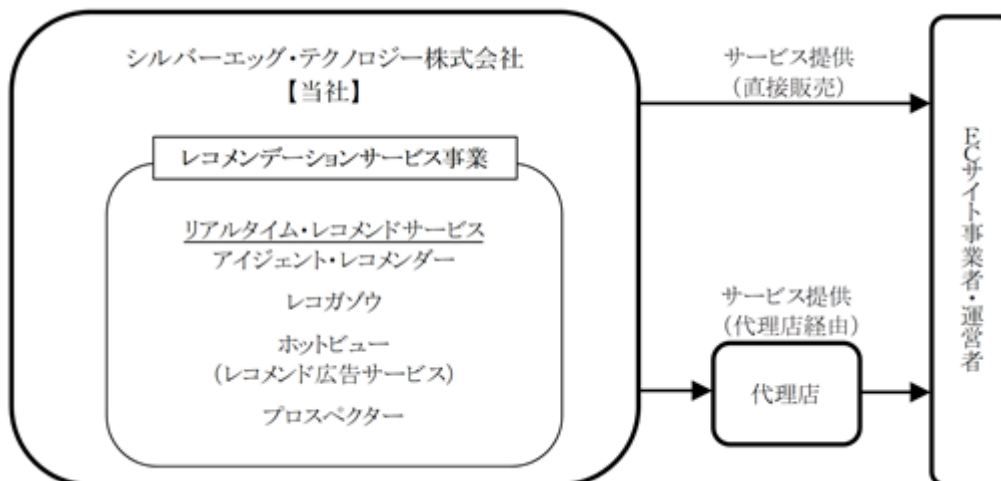 シルバーエッグ・テクノロジー株式会社
【当社】
レコメンデーションサービス事業
リアルタイム・レコメンドサービス
アイジェント・レコメンダー
レコガゾウ
ホットビュー
(レコメンド広告サービス)
プロスペクター
サービス提供
(直接販売)
サービス提供
(代理店経由)
代理店
ECサイト事業者・運営者